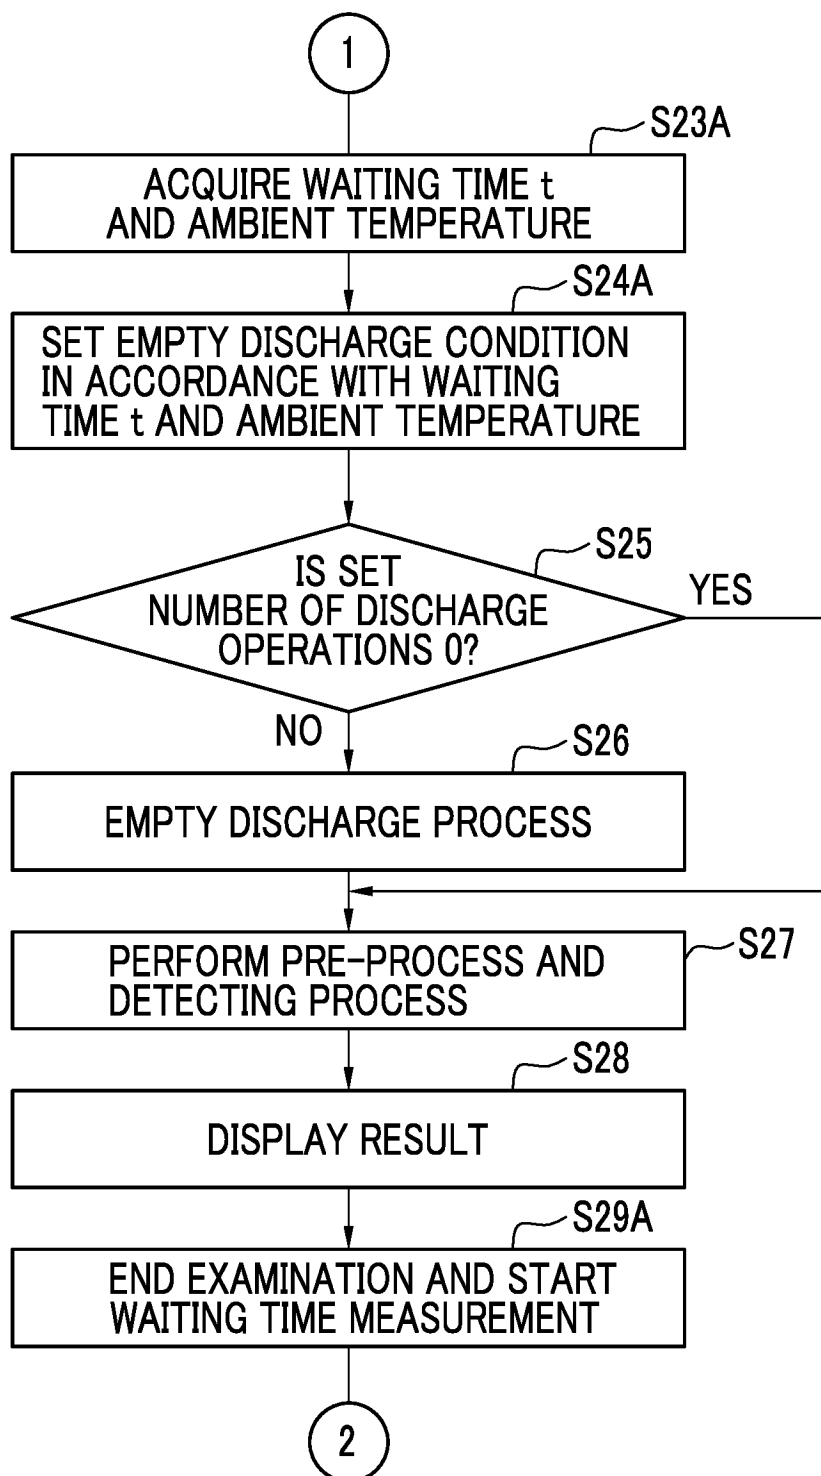 1
S23A
ACQUIRE WAITING TIME t
AND AMBIENT TEMPERATURE
S24A
SET EMPTY DISCHARGE CONDITION
IN ACCORDANCE WITH WAITING
TIME t AND AMBIENT TEMPERATURE
S25
IS SET
NUMBER OF DISCHARGE
OPERATIONS 0?
YES
NO
S26
EMPTY DISCHARGE PROCESS
S27
PERFORM PRE-PROCESS AND
DETECTING PROCESS
S28
DISPLAY RESULT
S29A
END EXAMINATION AND START
WAITING TIME MEASUREMENT
2